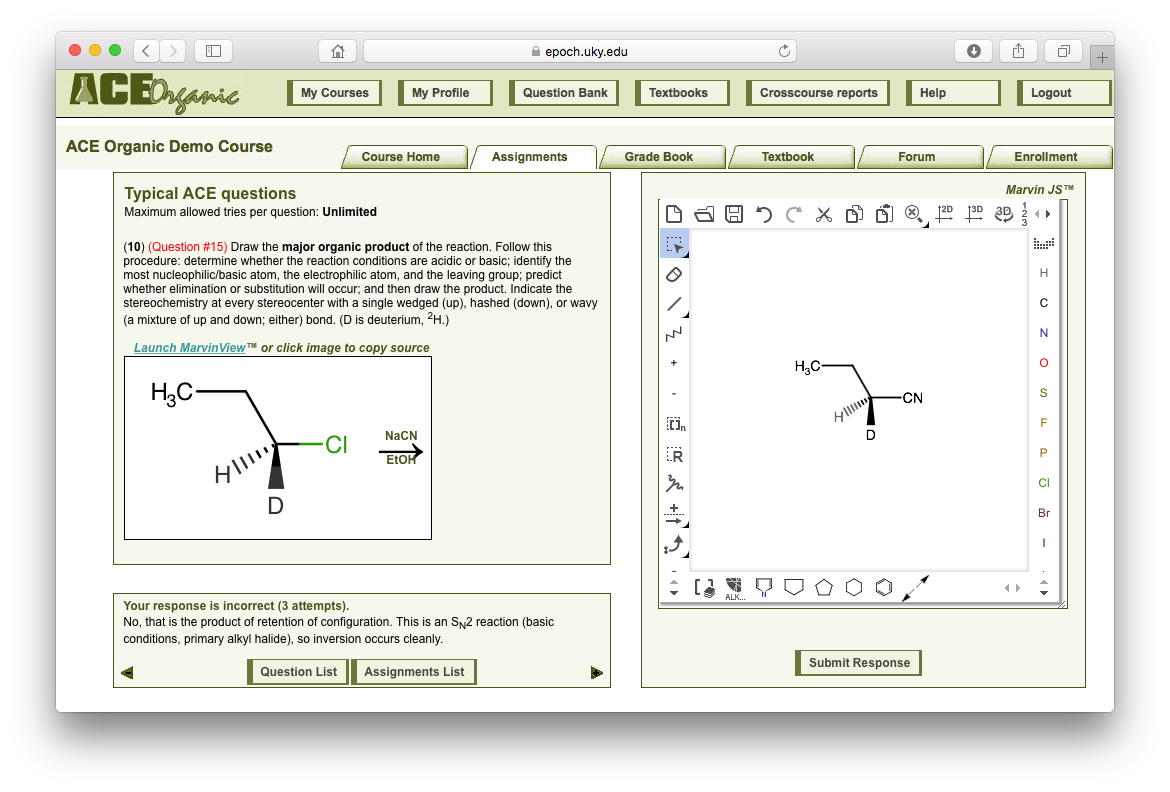 epoch.uky.edu
ACE Organic
My Courses
My Profile
Question Bank
Textbooks
Crosscourse reports
Help
Logout
ACE Organic Demo Course
Course Home
Assignments
Grade Book
Textbook
Forum
Enrollment
Typical ACE questions
Maximum allowed tries per question: Unlimited
(10) (Question #15) Draw the major organic product of the reaction. Follow this
procedure: determine whether the reaction conditions are acidic or basic; identify the
most nucleophilic/basic atom, the electrophilic atom, and the leaving group; predict
whether elimination or substitution will occur; and then draw the product. Indicate the
stereochemistry at every stereocenter with a single wedged (up), hashed (down), or wavy
(a mixture of up and down; either) bond. (D is deuterium, ²H.)
Launch MarvinView™ or click image to copy source
H₃C
Cl
H
D
NaCN
EtOH
Your response is incorrect (3 attempts).
No, that is the product of retention of configuration. This is an SN2 reaction (basic
conditions, primary alkyl halide), so inversion occurs cleanly.
Question List
Assignments List
Marvin JS™
2D
3D
3D
1
2
3
H
C
N
O
S
F
P
Cl
Br
I
+
-
[ ]n
R
H₃C
CN
H
D
ALK...
N
Submit Response